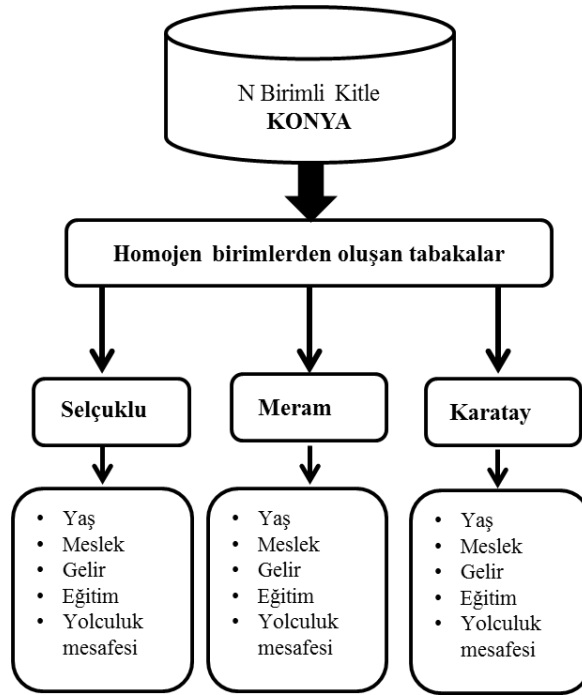 N Birimli Kitle
KONYA
Homojen birimlerden oluşan tabakalar
Selçuklu
Meram
Karatay
• Yaş
• Meslek
• Gelir
• Eğitim
• Yolculuk
mesafesi
• Yaş
• Meslek
• Gelir
• Eğitim
• Yolculuk
mesafesi
• Yaş
• Meslek
• Gelir
• Eğitim
• Yolculuk
mesafesi